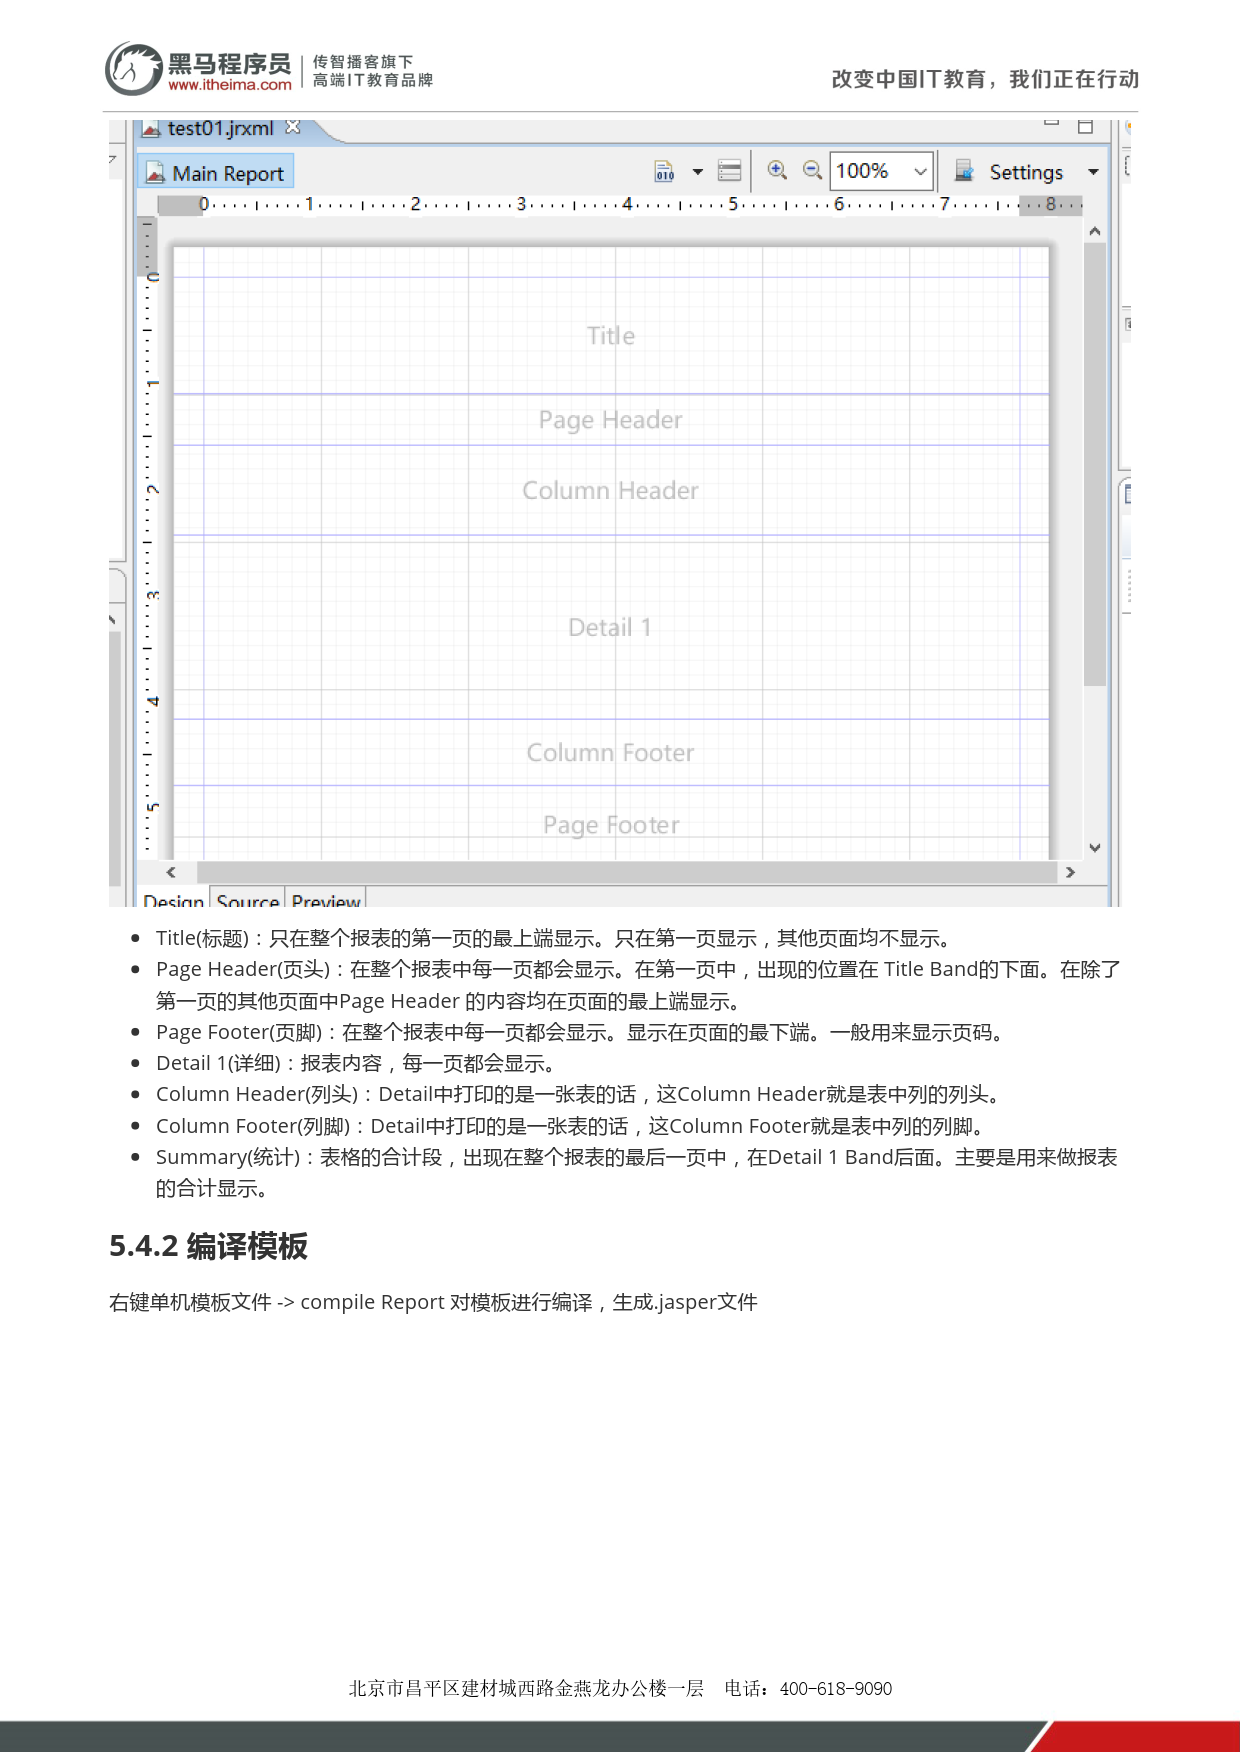 黑马程序员
www.itheima.com
传智播客旗下
高端IT教育品牌
改变中国IT教育，我们正在行动
test01.jrxml
Main Report
010
100%
Settings
0 1 2 3 4 5 6 7 8
0
1
2
3
4
5
Title
Page Header
Column Header
Detail 1
Column Footer
Page Footer
Design Source Preview
Title(标题)：只在整个报表的第一页的最上端显示。只在第一页显示，其他页面均不显示。
Page Header(页头)：在整个报表中每一页都会显示。在第一页中，出现的位置在 Title Band的下面。在除了
第一页的其他页面中Page Header 的内容均在页面的最上端显示。
Page Footer(页脚)：在整个报表中每一页都会显示。显示在页面的最下端。一般用来显示页码。
Detail 1(详细)：报表内容，每一页都会显示。
Column Header(列头)：Detail中打印的是一张表的话，这Column Header就是表中列的列头。
Column Footer(列脚)：Detail中打印的是一张表的话，这Column Footer就是表中列的列脚。
Summary(统计)：表格的合计段，出现在整个报表的最后一页中，在Detail 1 Band后面。主要是用来做报表
的合计显示。
5.4.2 编译模板
右键单机模板文件 -> compile Report 对模板进行编译，生成.jasper文件
北京市昌平区建材城西路金燕龙办公楼一层 电话：400-618-9090